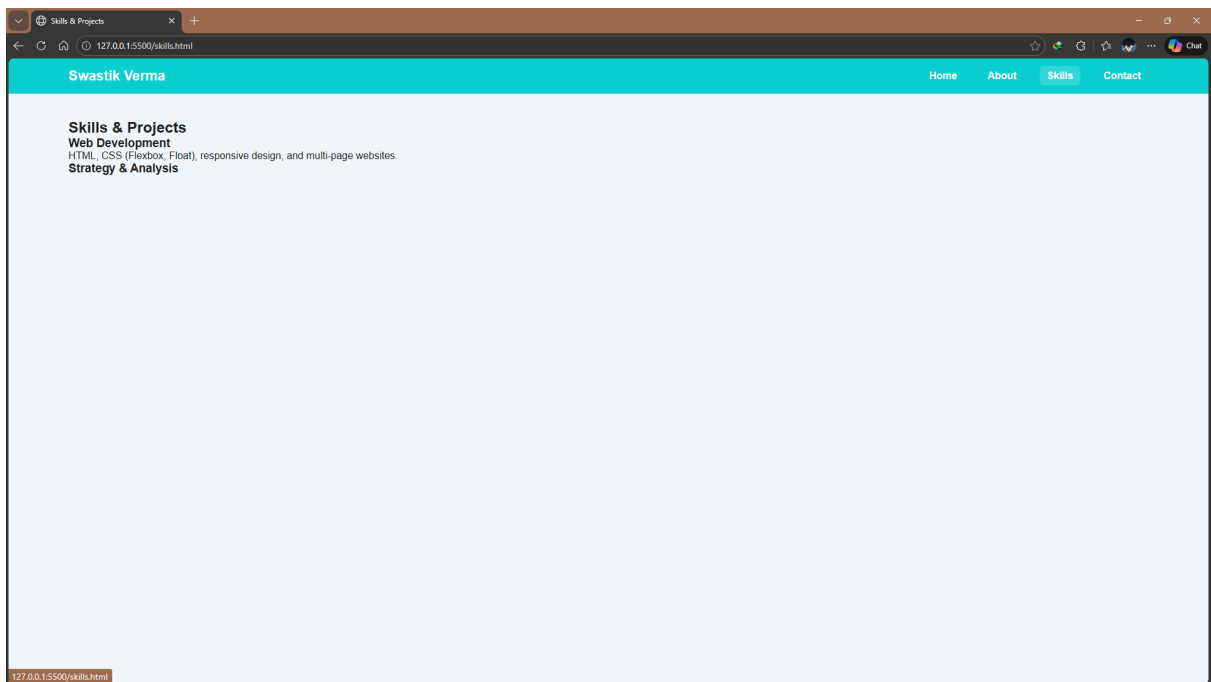 Skills & Projects
127.0.0.1:5500/skills.html
Chat
Swastik Verma Home About Skills Contact
Skills & Projects
Web Development
HTML, CSS (Flexbox, Float), responsive design, and multi-page websites.
Strategy & Analysis
127.0.0.1:5500/skills.html